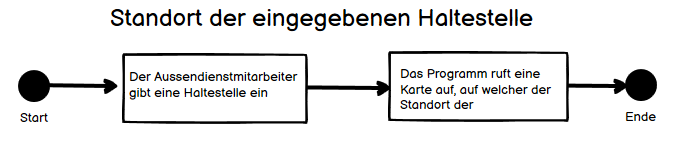 Standort der eingegebenen Haltestelle
Der Aussendienstmitarbeiter
gibt eine Haltestelle ein
Das Programm ruft eine
Karte auf, auf welcher der
Standort der
Start
Ende